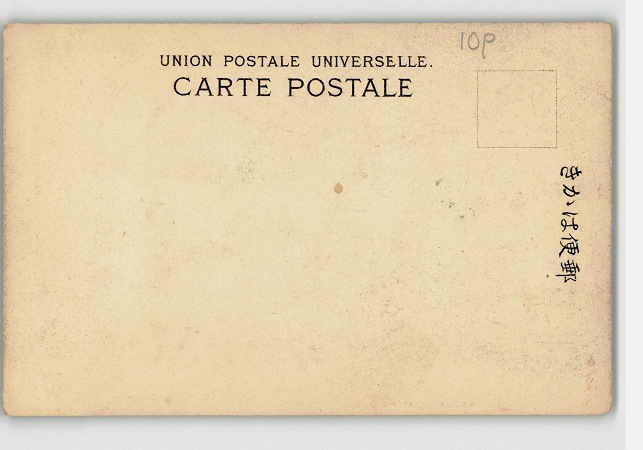 10p
UNION POSTALE UNIVERSELLE.
CARTE POSTALE
郵便はかき